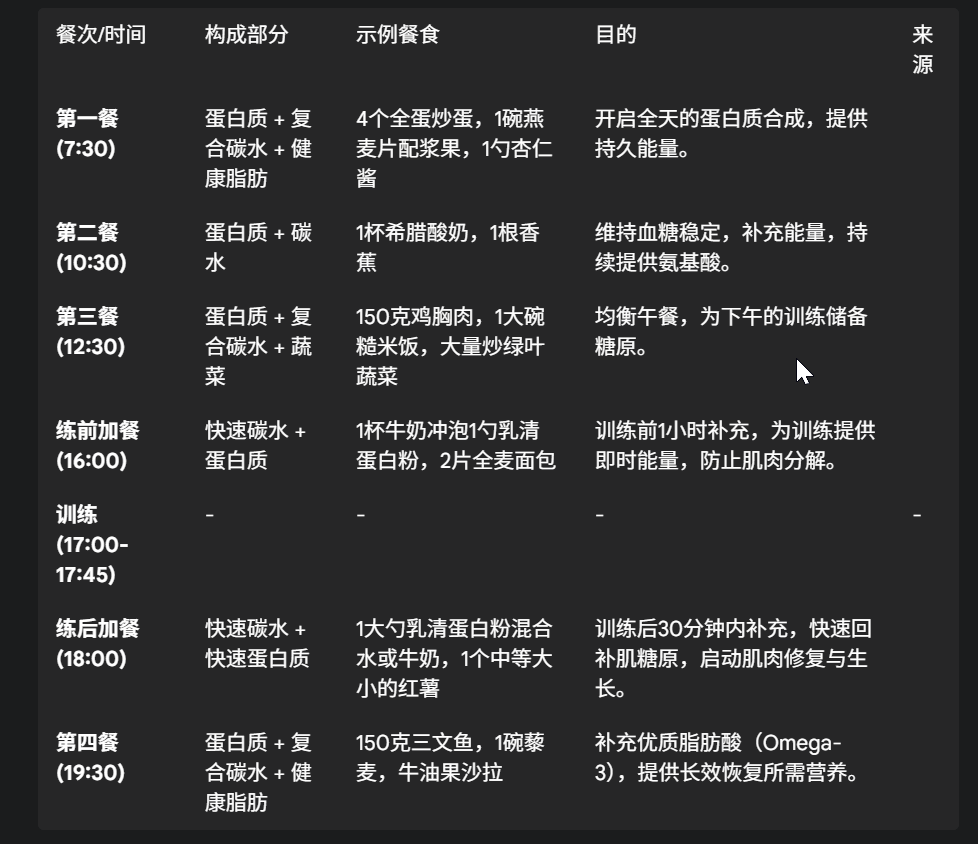 餐次/时间 构成部分 示例餐食 目的 来
源
第一餐 蛋白质 + 复 4个全蛋炒蛋，1碗燕 开启全天的蛋白质合成，提供
(7:30) 合碳水 + 健 麦片配浆果，1勺杏仁 持久能量。
康脂肪 酱
第二餐 蛋白质 + 碳 1杯希腊酸奶，1根香 维持血糖稳定，补充能量，持
(10:30) 水 蕉 续提供氨基酸。
第三餐 蛋白质 + 复 150克鸡胸肉，1大碗 均衡午餐，为下午的训练储备
(12:30) 合碳水 + 蔬 糙米饭，大量炒绿叶 糖原。
菜 蔬菜
练前加餐 快速碳水 + 1杯牛奶冲泡1勺乳清 训练前1小时补充，为训练提供
(16:00) 蛋白质 蛋白粉，2片全麦面包 即时能量，防止肌肉分解。
训练 - - - -
(17:00-
17:45)
练后加餐 快速碳水 + 1大勺乳清蛋白粉混合 训练后30分钟内补充，快速回
(18:00) 快速蛋白质 水或牛奶，1个中等大 补肌糖原，启动肌肉修复与生
小的红薯 长。
第四餐 蛋白质 + 复 150克三文鱼，1碗藜 补充优质脂肪酸（Omega-
(19:30) 合碳水 + 健 麦，牛油果沙拉 3），提供长效恢复所需营养。
康脂肪